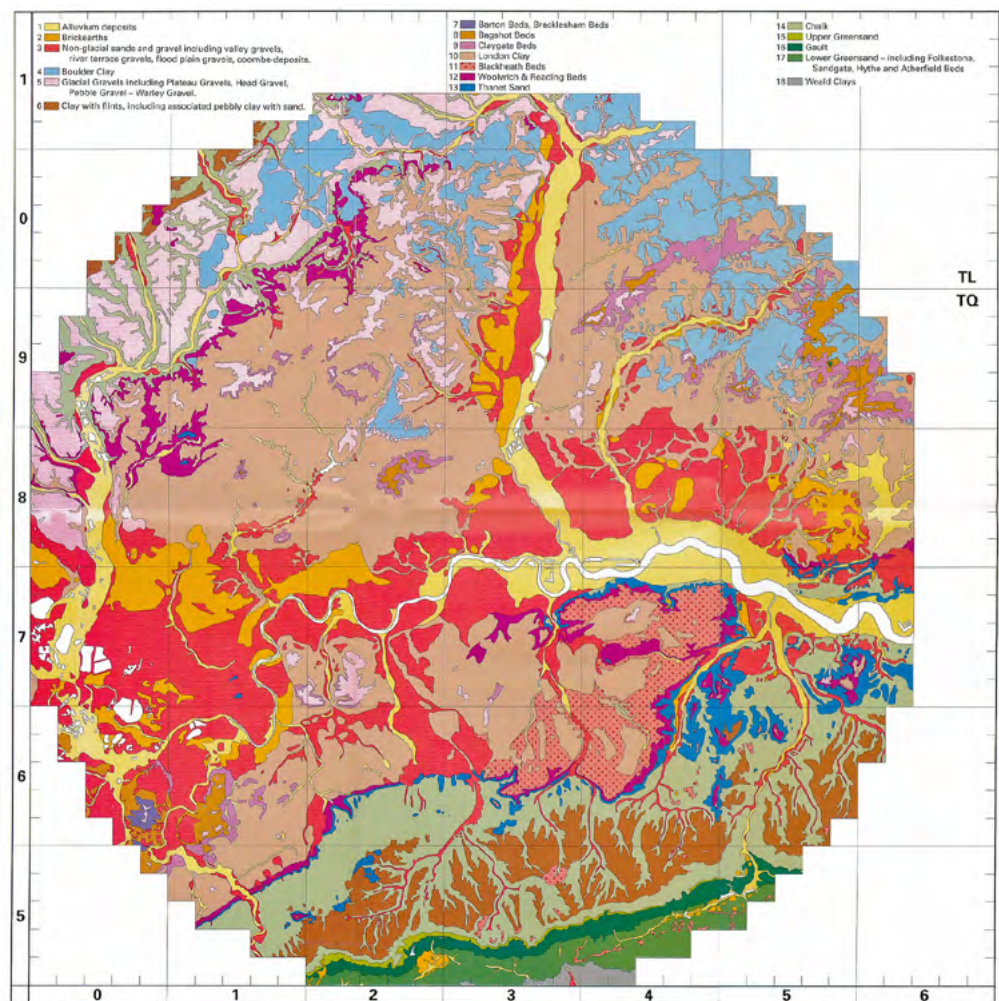 1 Alluvium deposits
2 Brickearths
3 Non-glacial sands and gravel including valley gravels,
river terrace gravels, flood plain gravels, coombe-deposits.
4 Boulder Clay
5 Glacial Gravels including Plateau Gravels, Head Gravel,
Pebble Gravel – Warley Gravel.
6 Clay with flints, including associated pebbly clay with sand.
7 Barton Beds, Bracklesham Beds
8 Bagshot Beds
9 Claygate Beds
10 London Clay
11 Blackheath Beds
12 Woolwich & Reading Beds
13 Thanet Sand
14 Chalk
15 Upper Greensand
16 Gault
17 Lower Greensand – including Folkestone,
Sandgate, Hythe and Atherfield Beds
18 Weald Clays
1
0
TL
TQ
9
8
7
6
5
0 1 2 3 4 5 6